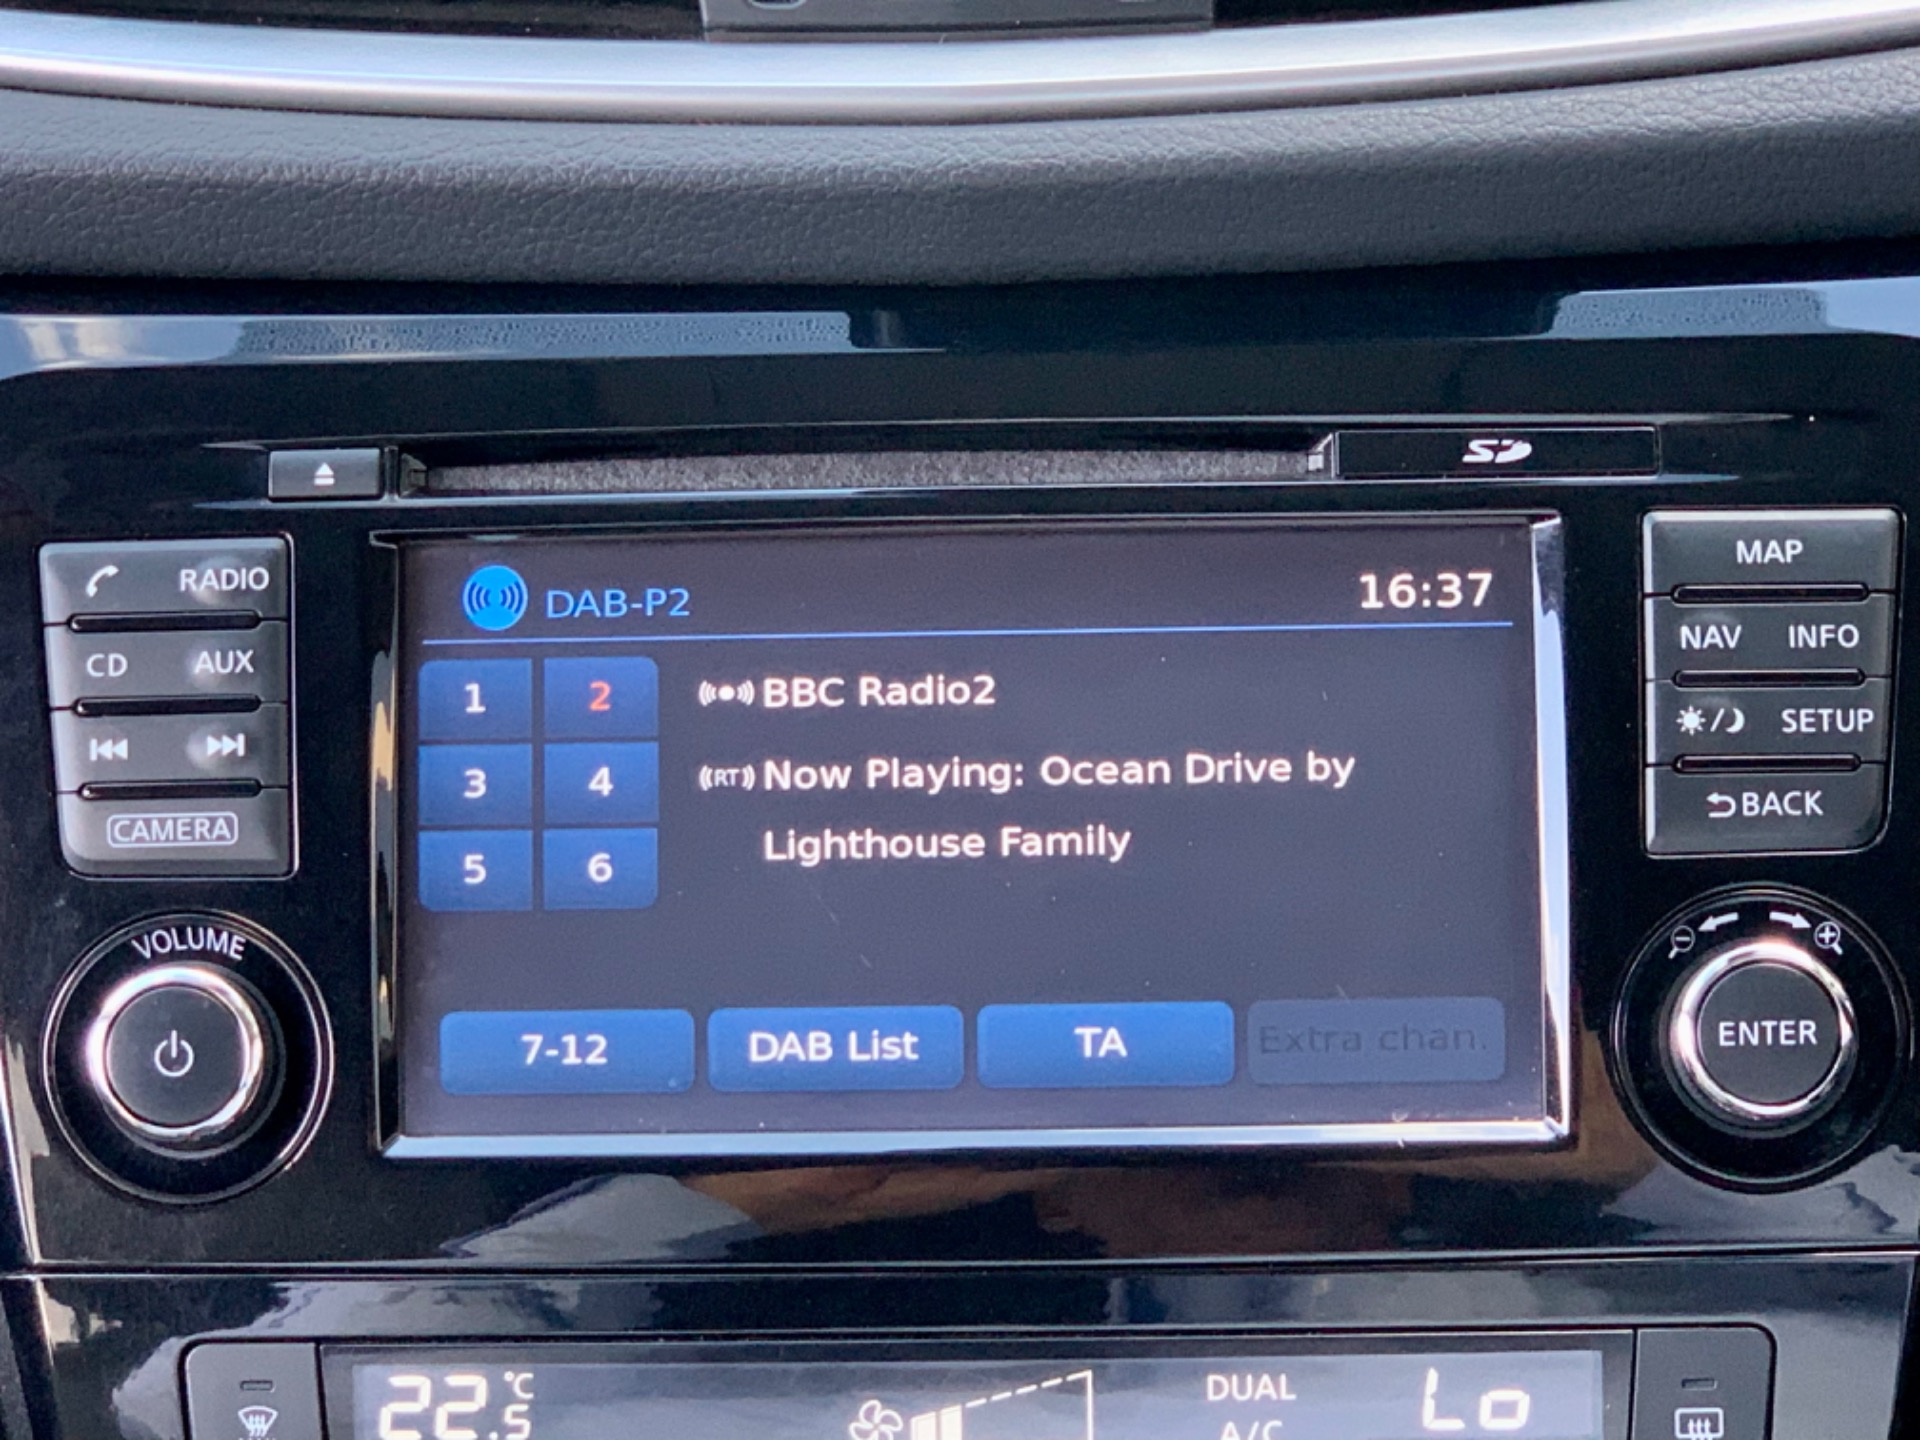 SD
RADIO
CD AUX
CAMERA
VOLUME
DAB-P2 16:37
1 2
3 4
5 6
BBC Radio2
RT Now Playing: Ocean Drive by
Lighthouse Family
7-12 DAB List TA Extra chan.
MAP
NAV INFO
SETUP
BACK
ENTER
22.5 °C
DUAL
A/C
Lo